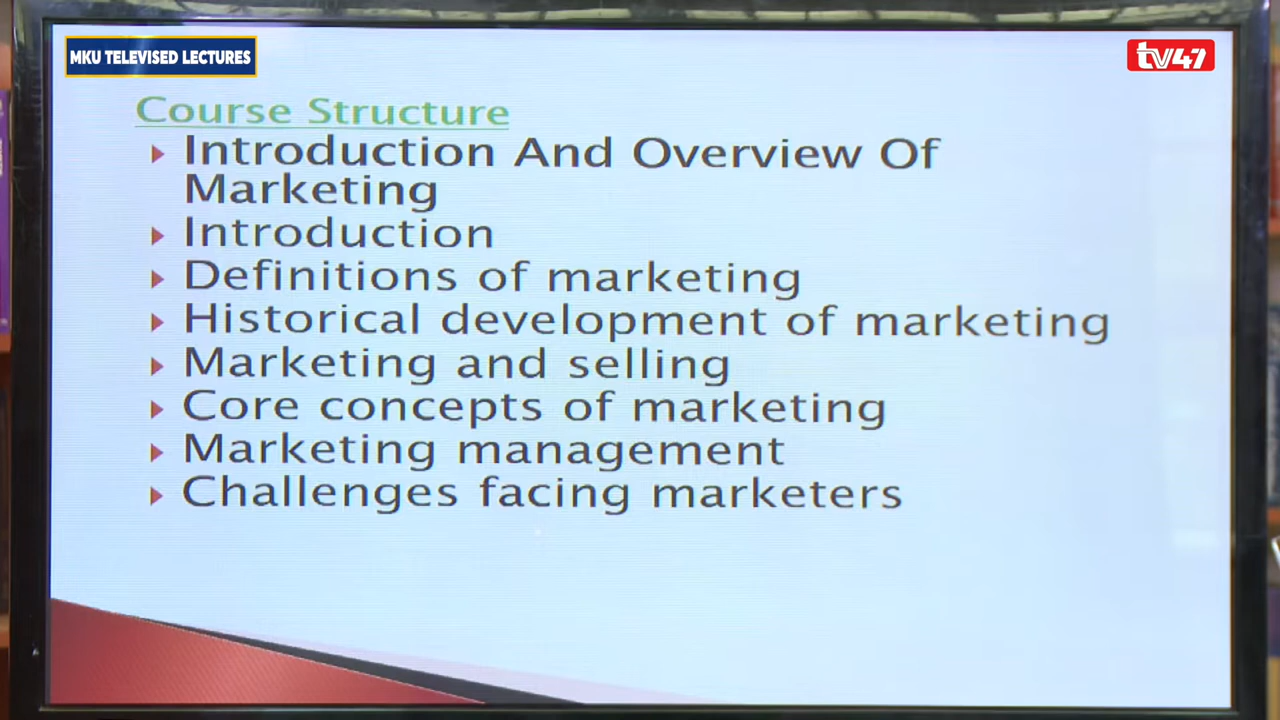 MKU TELEVISED LECTURES
tv47
Course Structure
Introduction And Overview Of
Marketing
Introduction
Definitions of marketing
Historical development of marketing
Marketing and selling
Core concepts of marketing
Marketing management
Challenges facing marketers